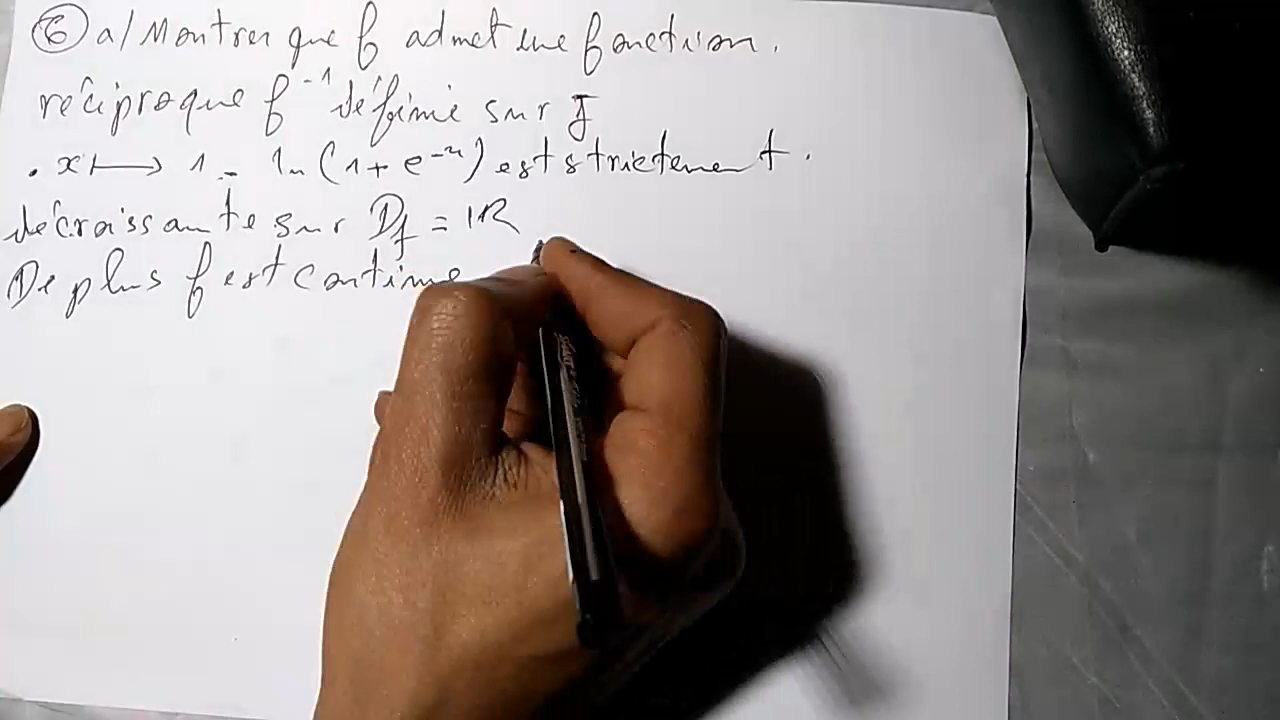 ⑥ a/ Montrer que f admet une fonction.
réciproque f⁻¹ définie sur J
. x ⟼ 1 - ln(1 + e⁻ˣ) est strictement.
décroissante sur Df = IR
De plus f est continue